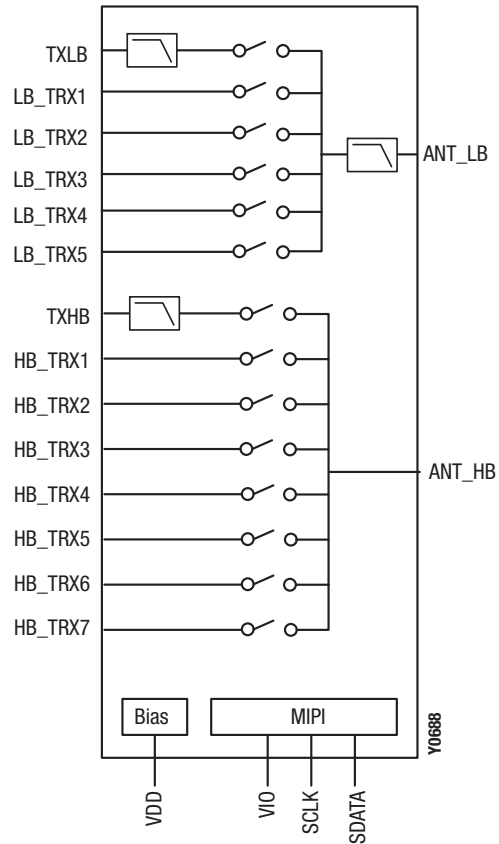 TXLB
LB_TRX1
LB_TRX2
LB_TRX3
LB_TRX4
LB_TRX5
ANT_LB
TXHB
HB_TRX1
HB_TRX2
HB_TRX3
HB_TRX4
HB_TRX5
HB_TRX6
HB_TRX7
ANT_HB
Bias
MIPI
Y0688
VDD
VIO
SCLK
SDATA